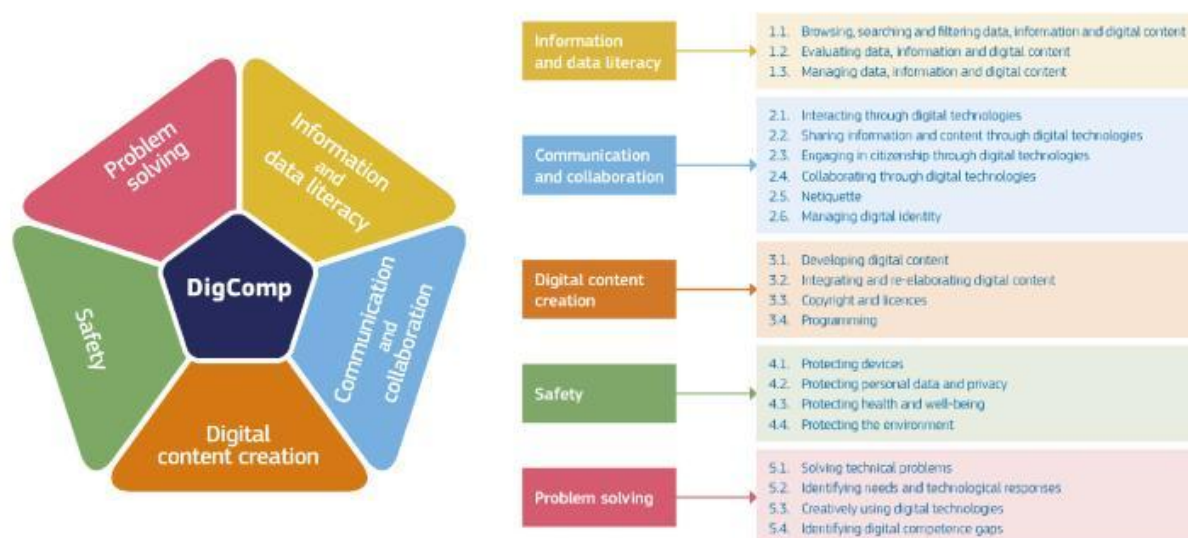 Problem
solving
Information
and
data literacy
DigComp
Safety
Communication
and
collaboration
Digital
content creation
Information
and data literacy
1.1. Browsing, searching and filtering data, information and digital content
1.2. Evaluating data, information and digital content
1.3. Managing data, information and digital content
Communication
and collaboration
2.1. Interacting through digital technologies
2.2. Sharing information and content through digital technologies
2.3. Engaging in citizenship through digital technologies
2.4. Collaborating through digital technologies
2.5. Netiquette
2.6. Managing digital identity
Digital content
creation
3.1. Developing digital content
3.2. Integrating and re-elaborating digital content
3.3. Copyright and licences
3.4. Programming
Safety
4.1. Protecting devices
4.2. Protecting personal data and privacy
4.3. Protecting health and well-being
4.4. Protecting the environment
Problem solving
5.1. Solving technical problems
5.2. Identifying needs and technological responses
5.3. Creatively using digital technologies
5.4. Identifying digital competence gaps